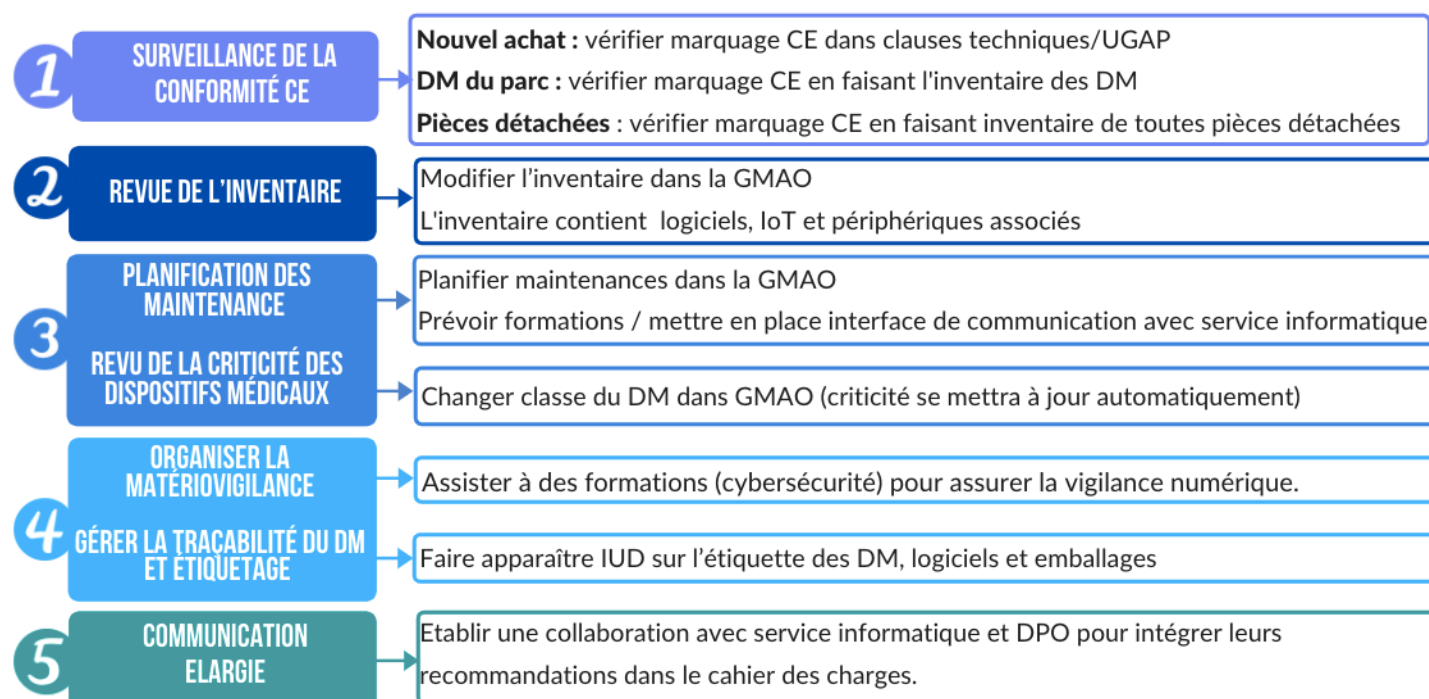 1
SURVEILLANCE DE LA
CONFORMITÉ CE
Nouvel achat : vérifier marquage CE dans clauses techniques/UGAP
DM du parc : vérifier marquage CE en faisant l'inventaire des DM
Pièces détachées : vérifier marquage CE en faisant inventaire de toutes pièces détachées
2
REVUE DE L'INVENTAIRE
Modifier l'inventaire dans la GMAO
L'inventaire contient logiciels, IoT et périphériques associés
3
PLANIFICATION DES
MAINTENANCE
Planifier maintenances dans la GMAO
Prévoir formations / mettre en place interface de communication avec service informatique
REVU DE LA CRITICITÉ DES
DISPOSITIFS MÉDICAUX
Changer classe du DM dans GMAO (criticité se mettra à jour automatiquement)
4
ORGANISER LA
MATÉRIOVIGILANCE
Assister à des formations (cybersécurité) pour assurer la vigilance numérique.
GÉRER LA TRAÇABILITÉ DU DM
ET ÉTIQUETAGE
Faire apparaître IUD sur l'étiquette des DM, logiciels et emballages
5
COMMUNICATION
ELARGIE
Etablir une collaboration avec service informatique et DPO pour intégrer leurs
recommandations dans le cahier des charges.